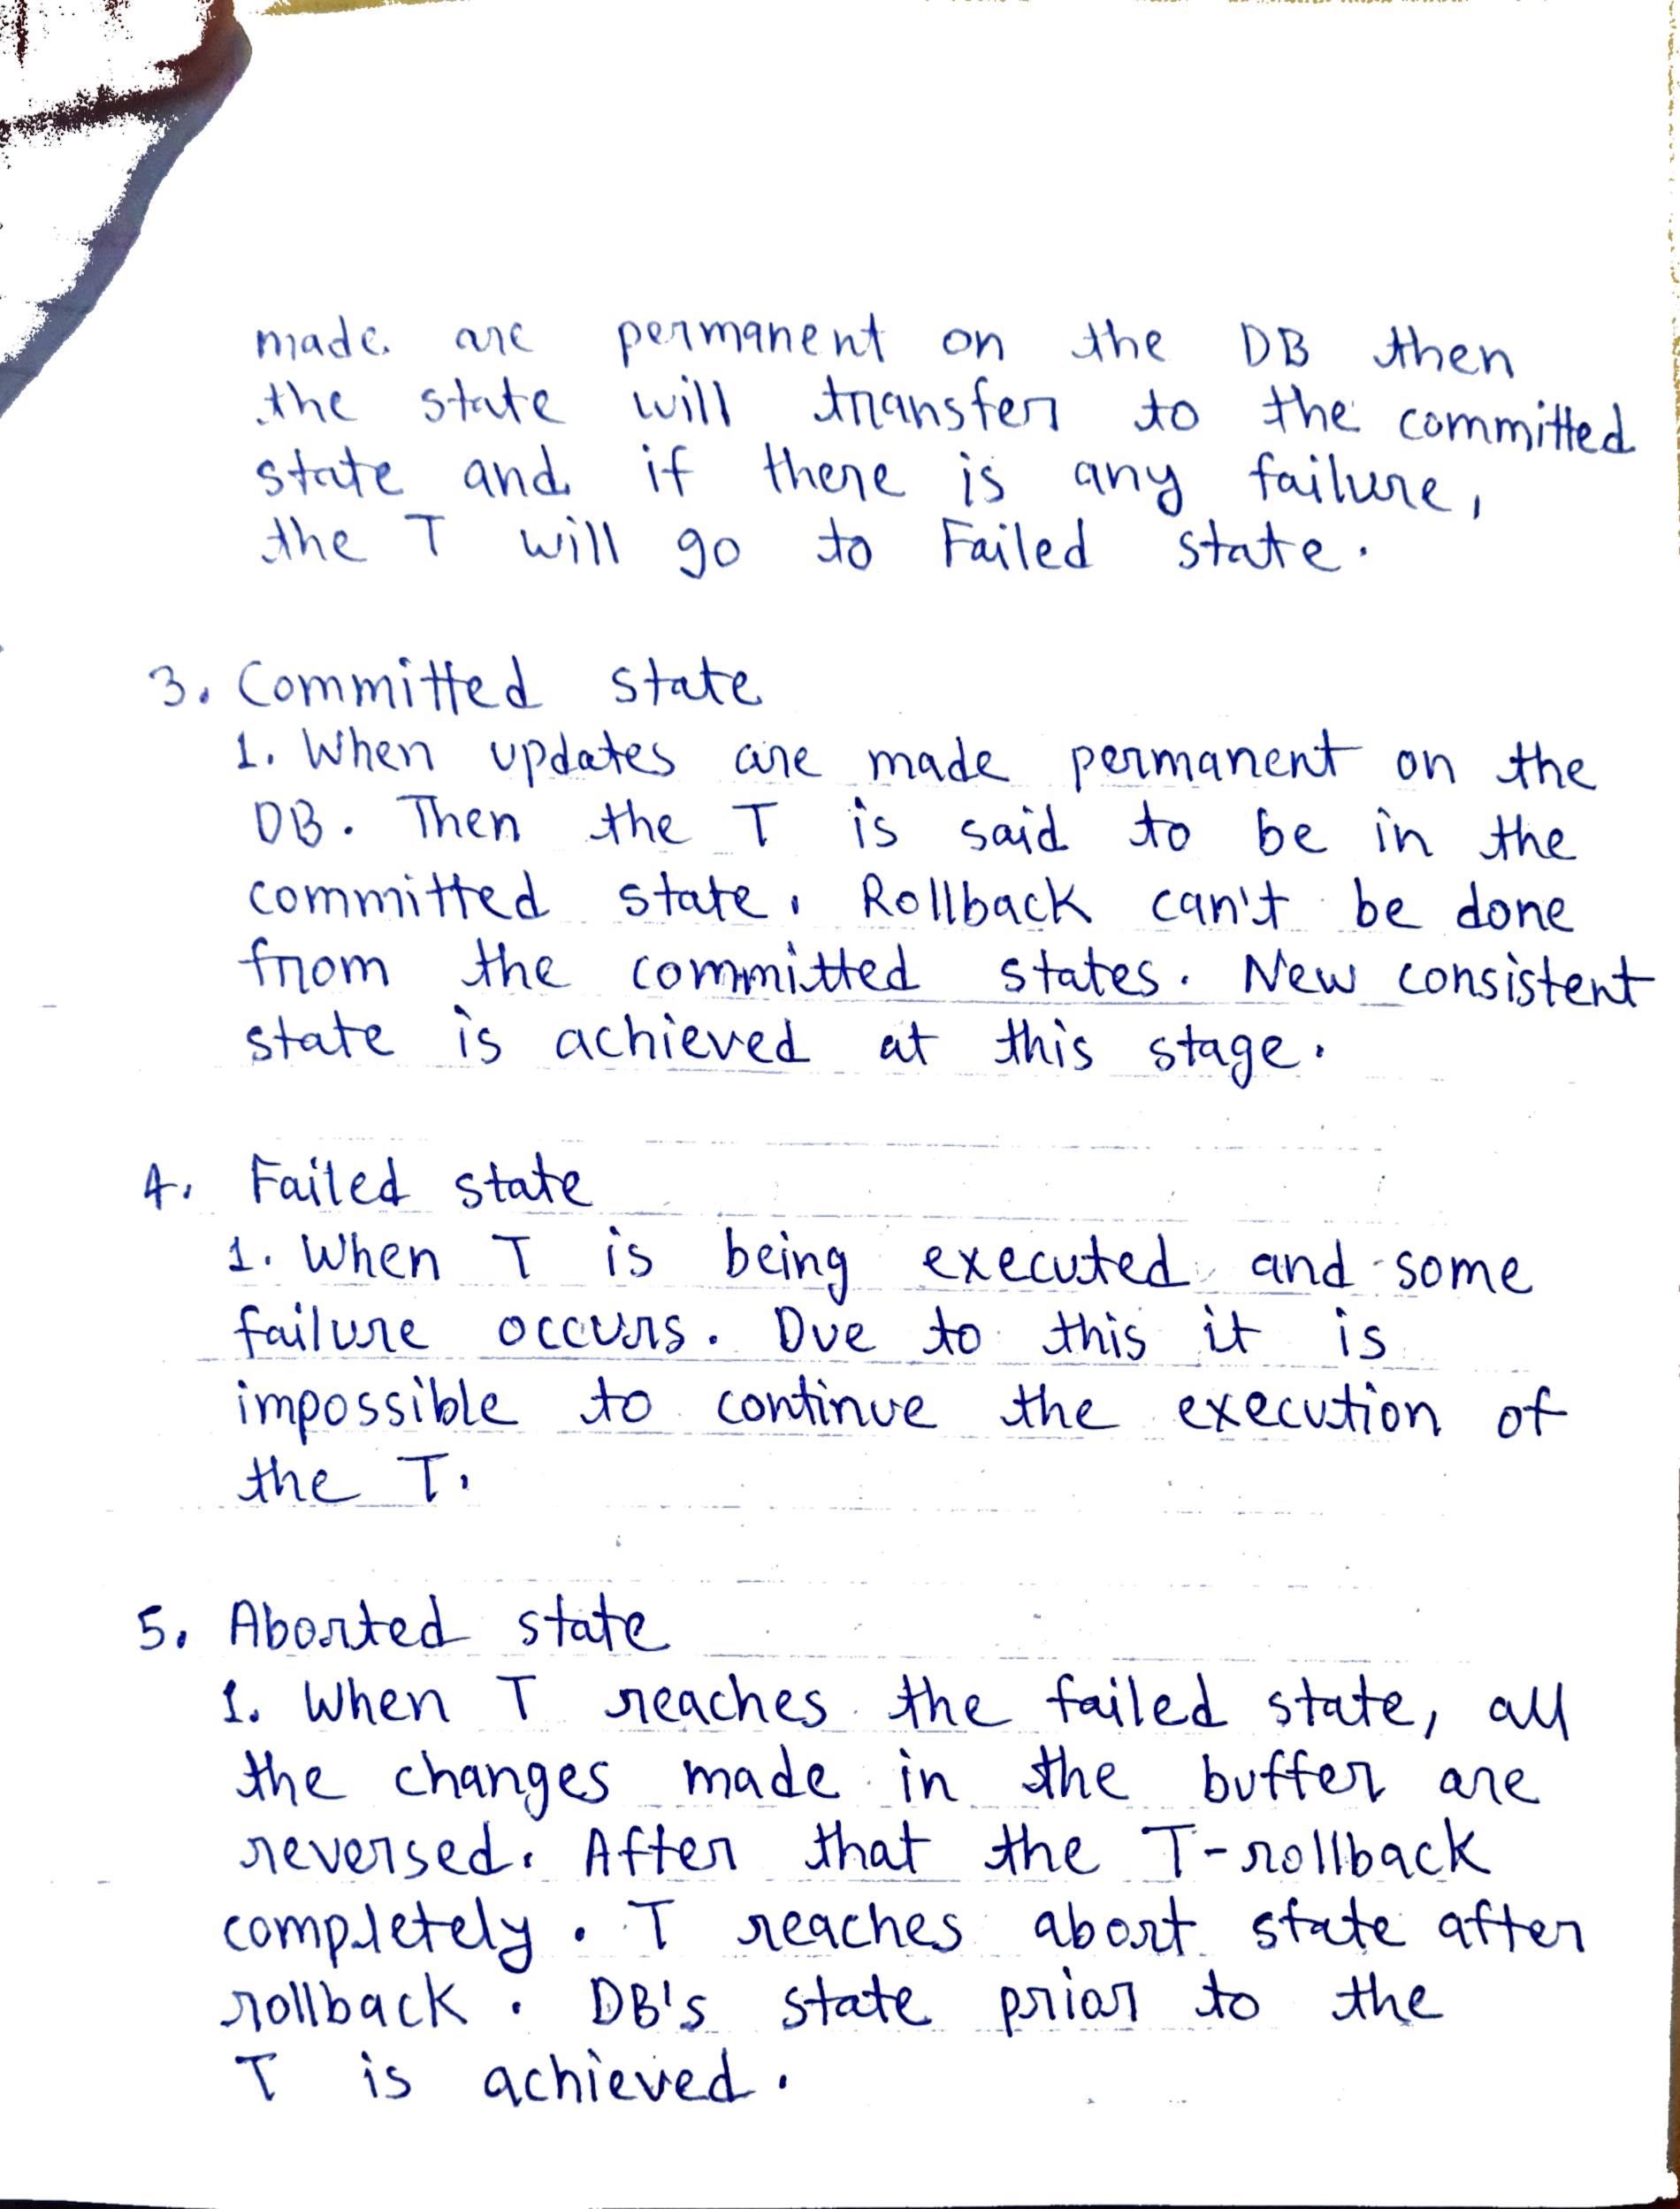 made are permanent on the DB then
the state will transfer to the committed
state and if there is any failure,
the T will go to Failed state.
3. Committed state
1. When updates are made permanent on the
DB. Then the T is said to be in the
committed state. Rollback can't be done
from the committed states. New consistent
state is achieved at this stage.
4. Failed state
1. When T is being executed and some
failure occurs. Due to this it is
impossible to continue the execution of
the T.
5. Aborted state
1. When T reaches the failed state, all
the changes made in the buffer are
reversed. After that the T-rollback
completely. T reaches abort state after
rollback. DB's state prior to the
T is achieved.